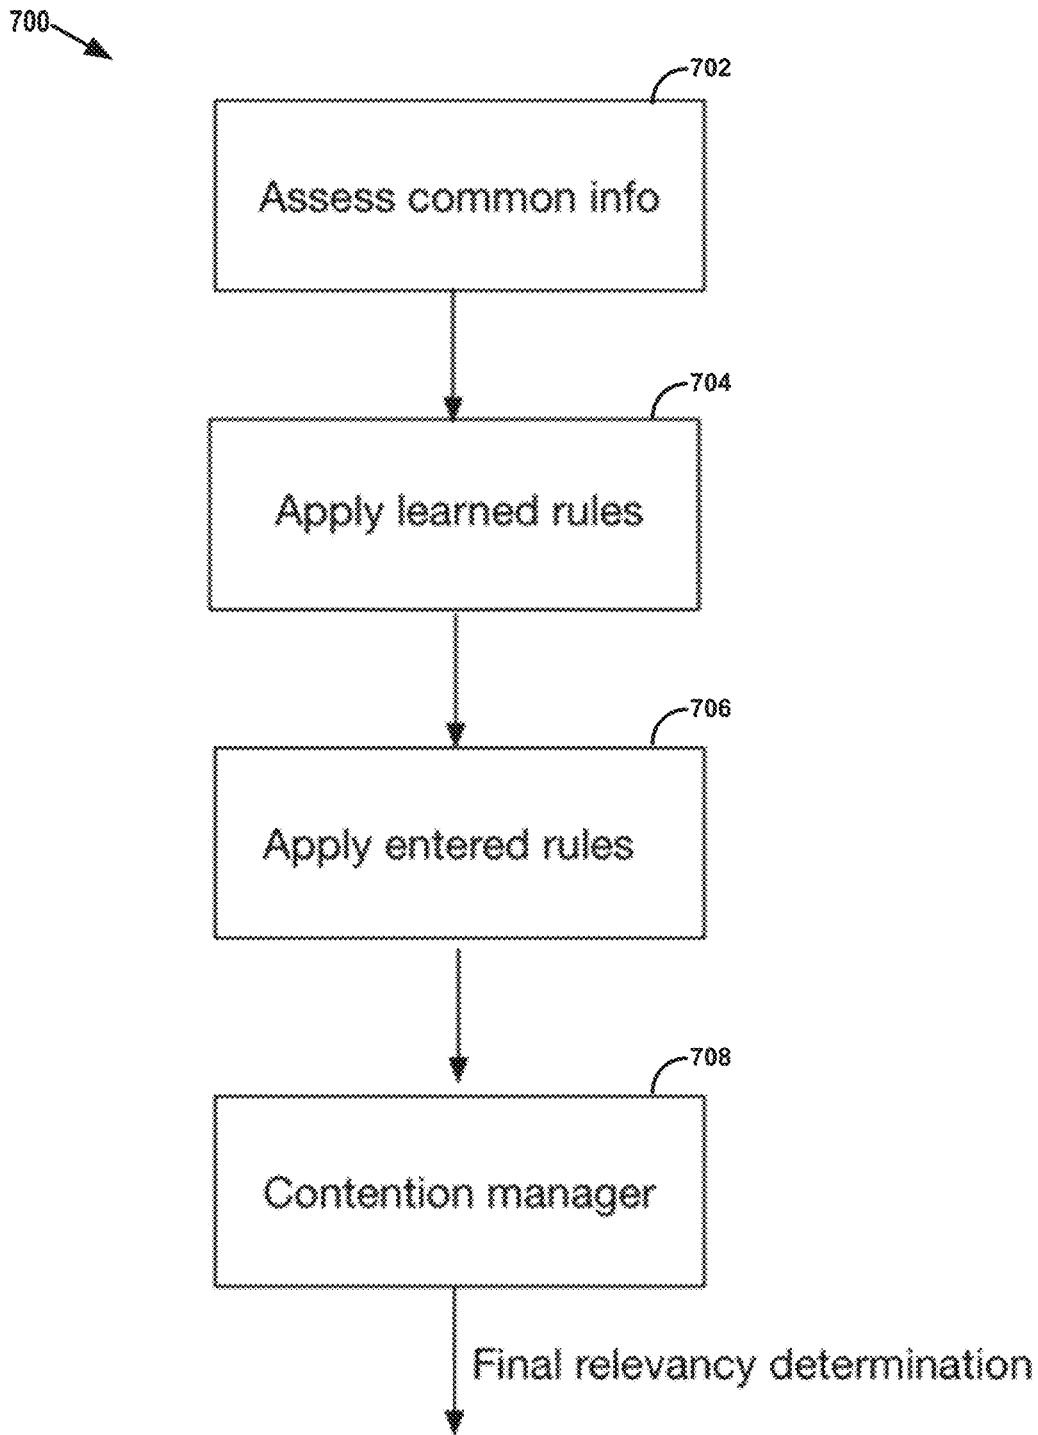 700
702
Assess common info
704
Apply learned rules
706
Apply entered rules
708
Contention manager
Final relevancy determination